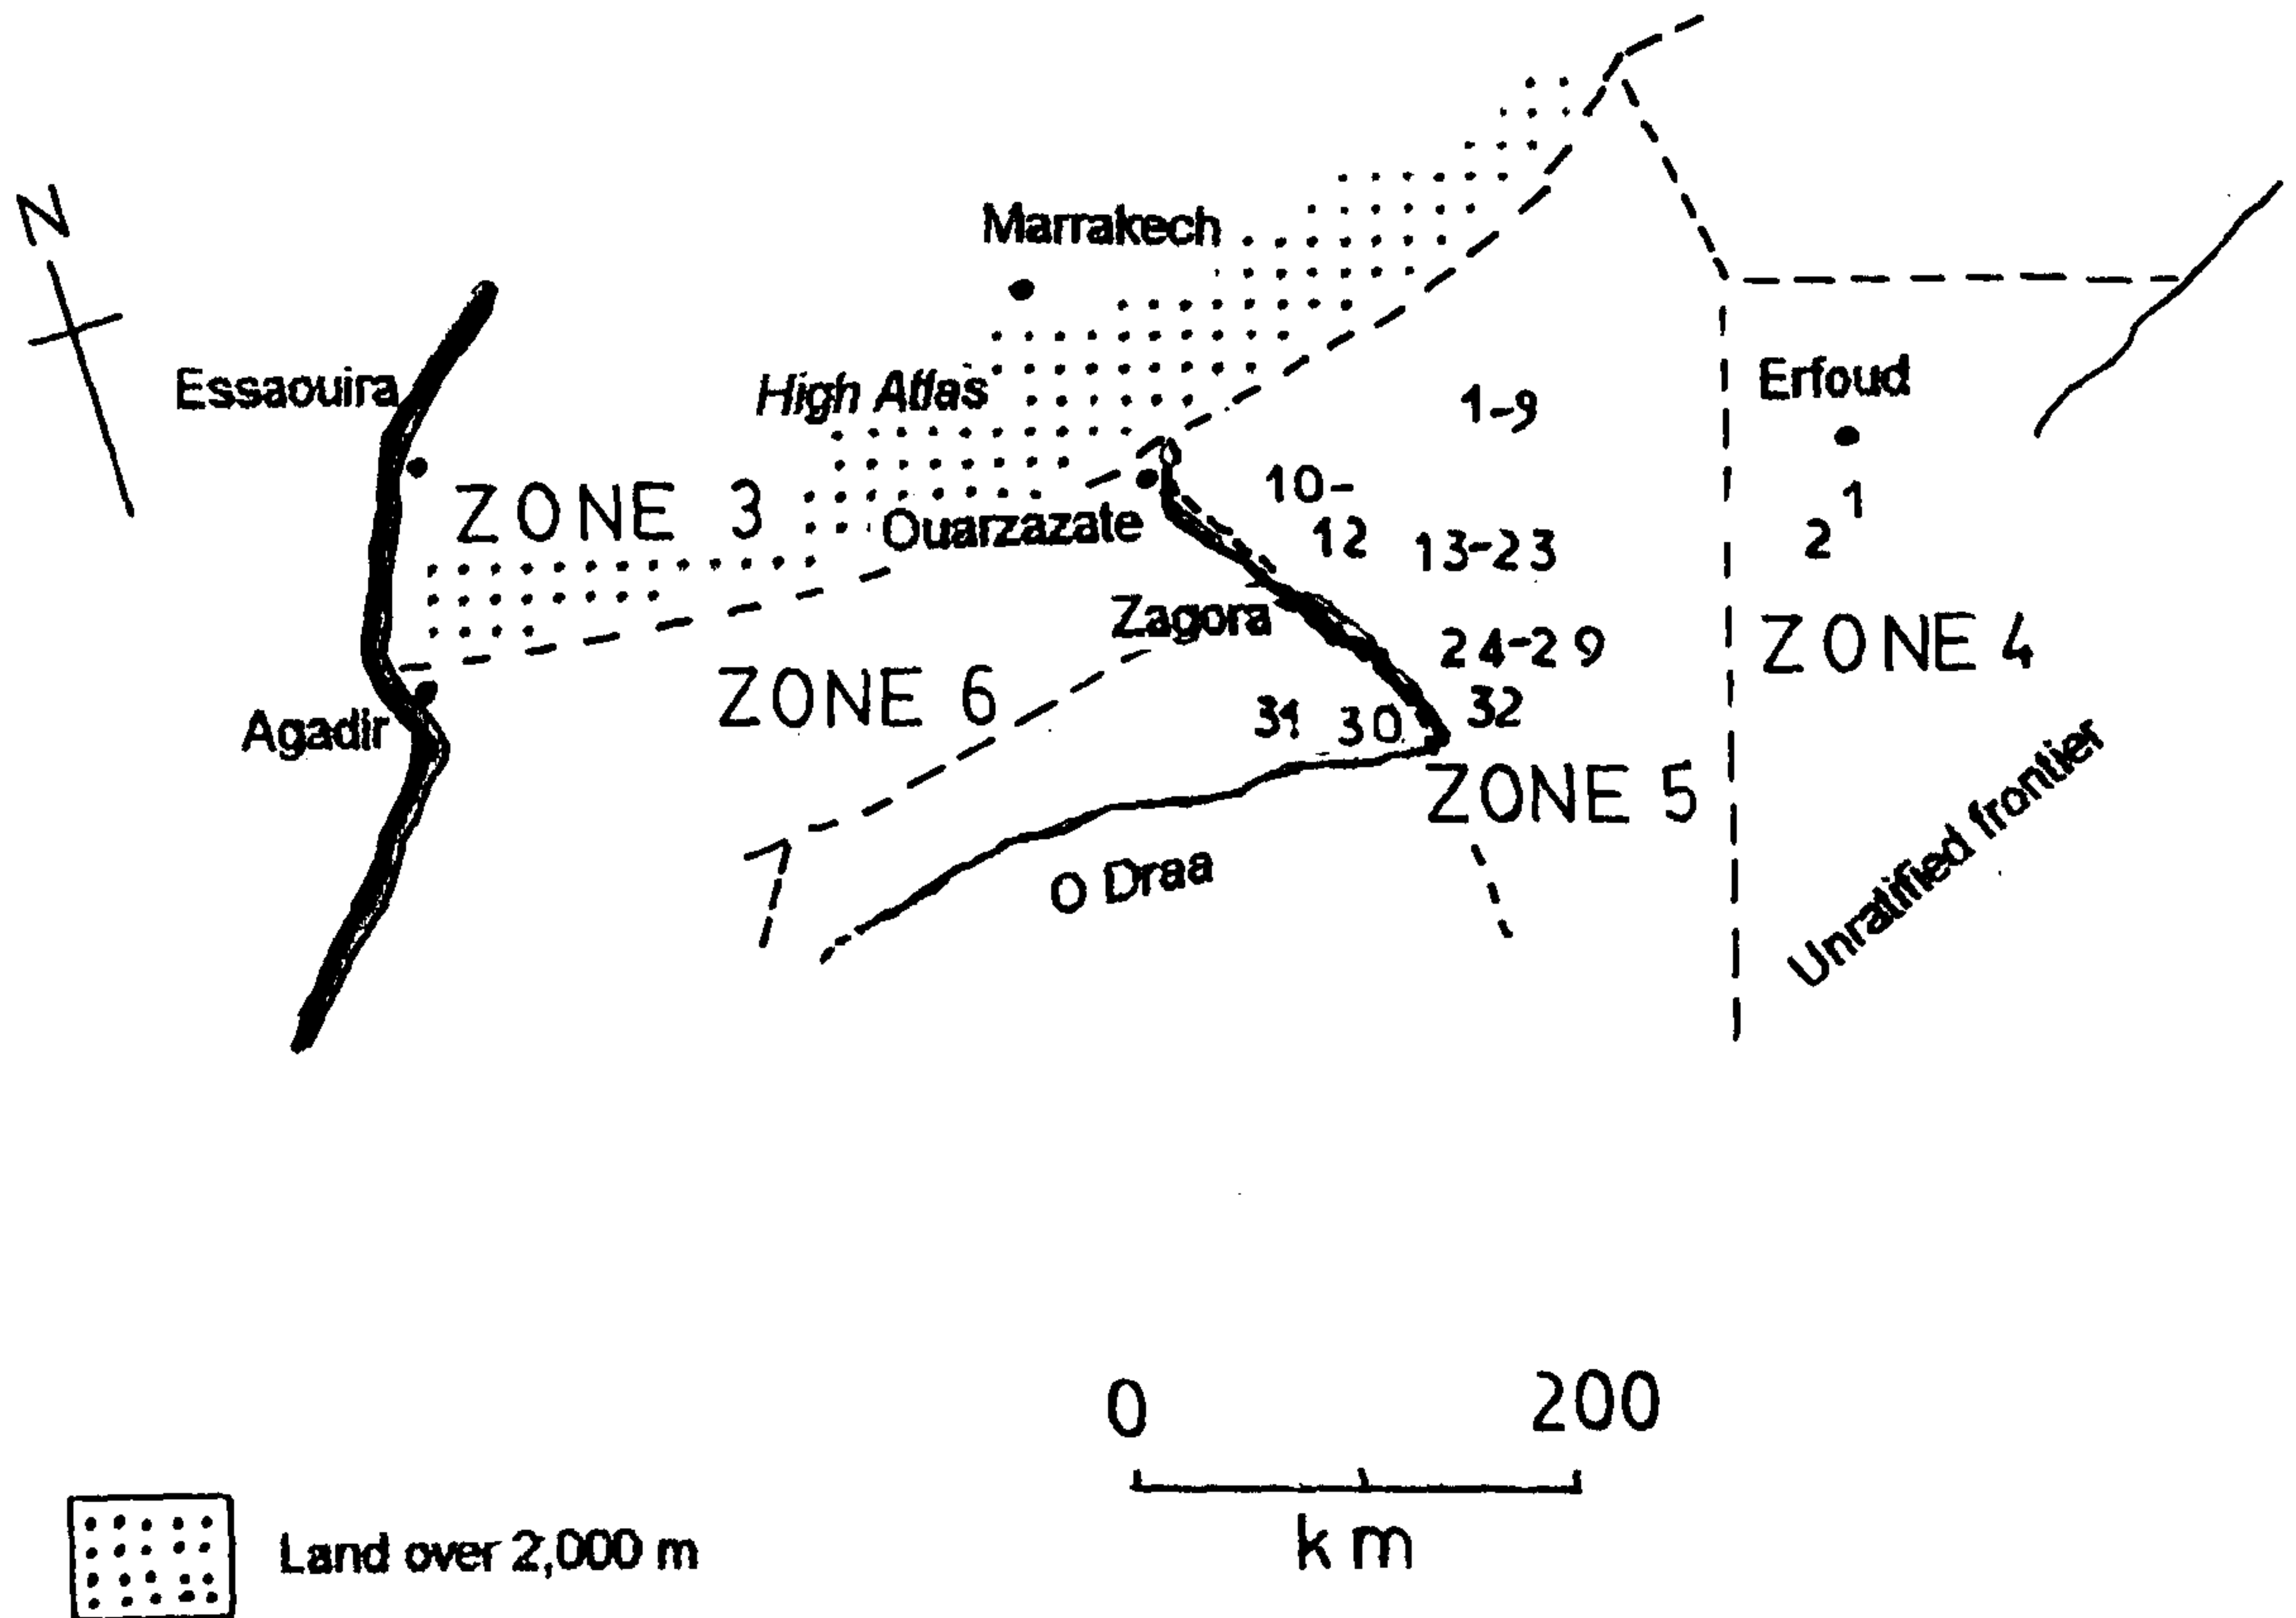 N
Marrakech
Essaouira
High Atlas
Erfoud
1-9
ZONE 3
Ouarzazate
10-
12
13-23
1
2
Zagora
24-29
ZONE 4
ZONE 6
31
30
32
Agadir
ZONE 5
O Draa
Unratified frontier
0
200
km
Land over 2,000 m